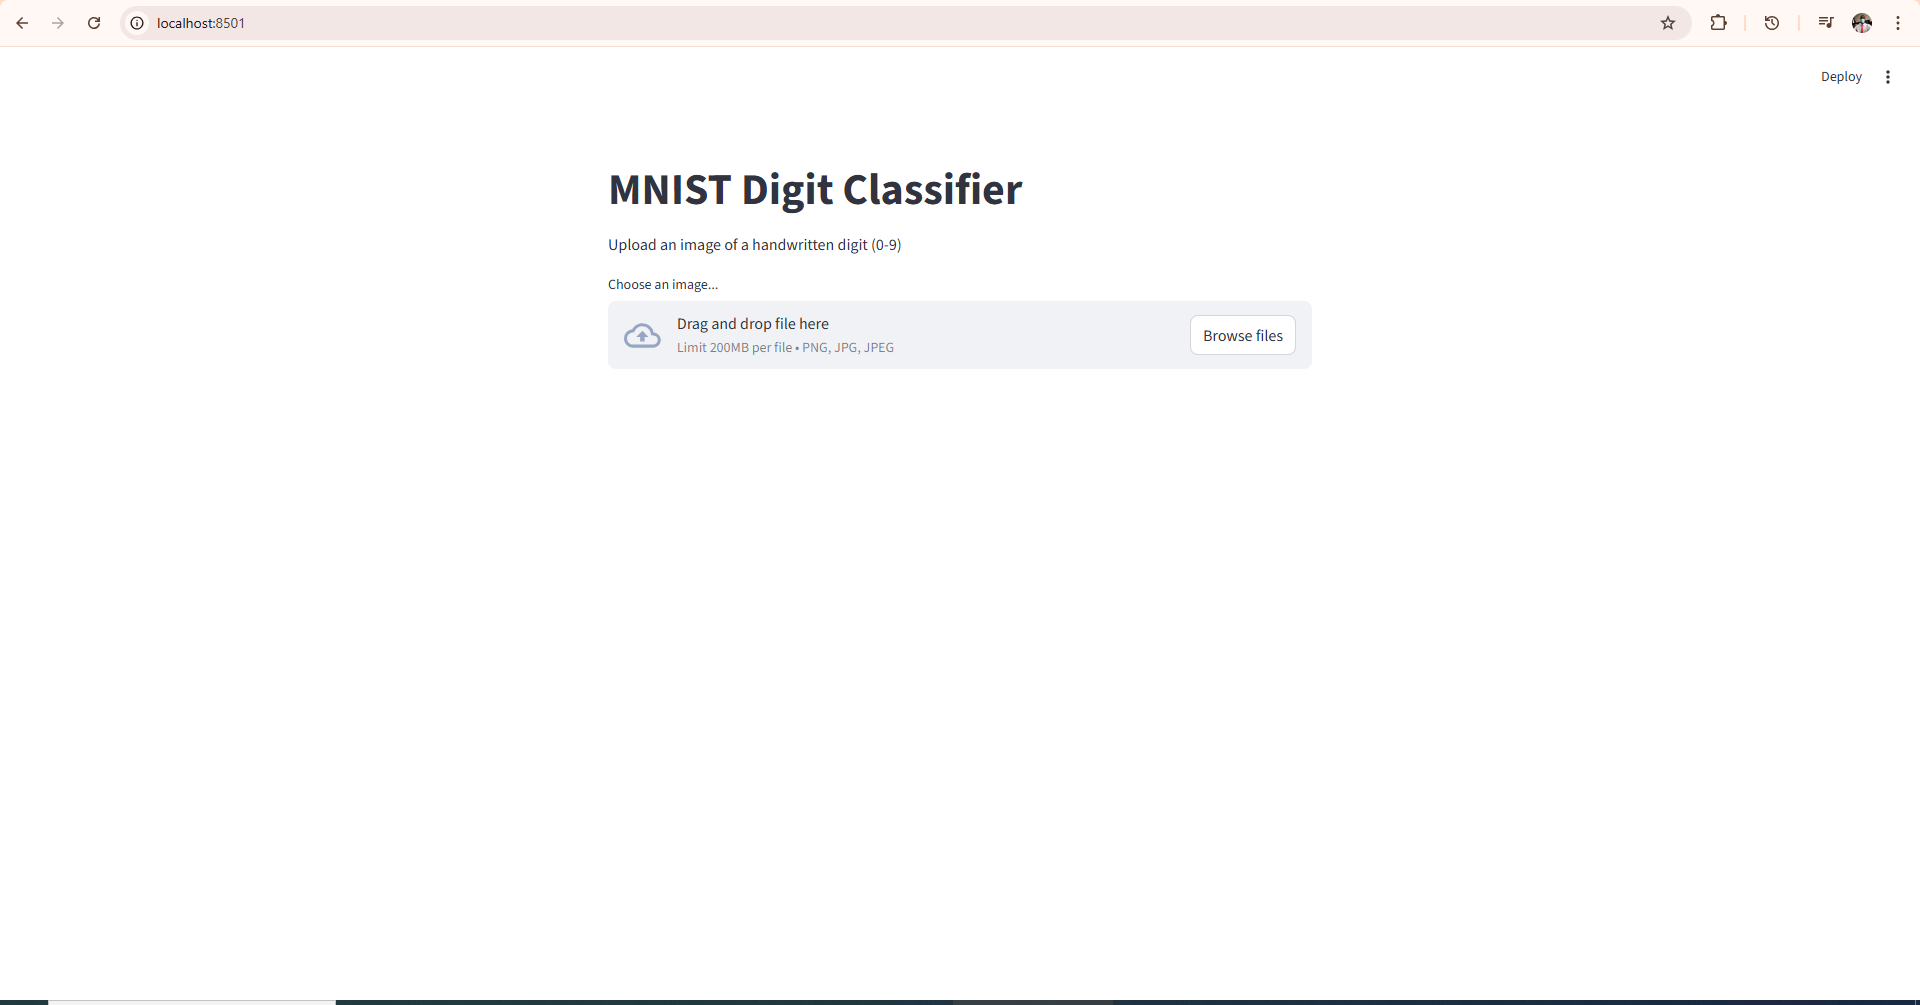 localhost:8501
Deploy
MNIST Digit Classifier
Upload an image of a handwritten digit (0-9)
Choose an image...
Drag and drop file here
Limit 200MB per file • PNG, JPG, JPEG
Browse files